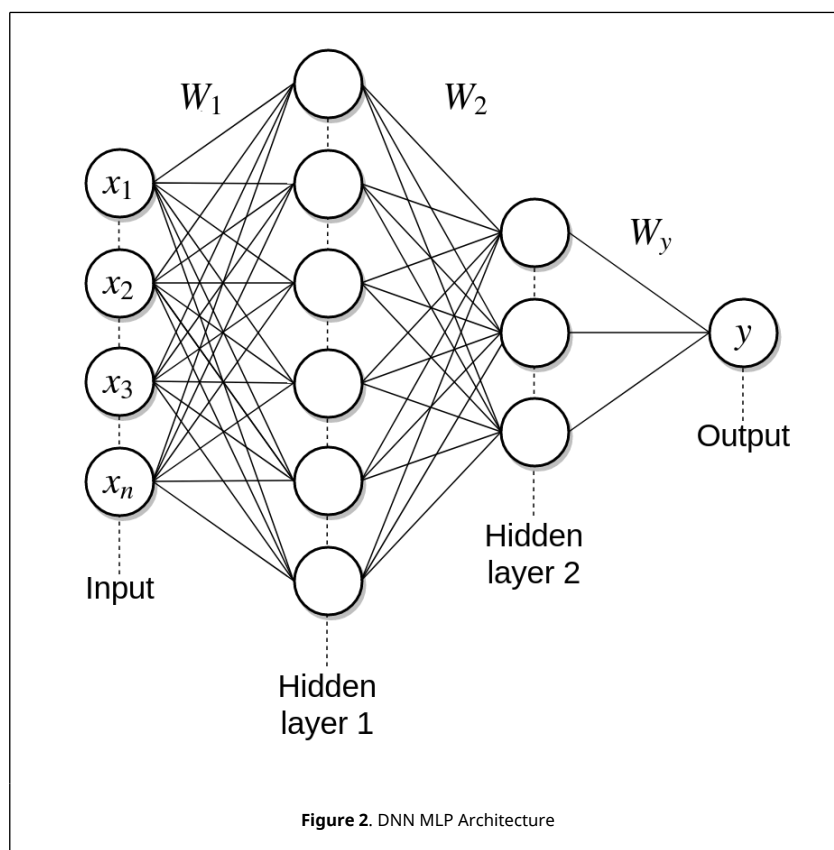 W₁
W₂
x₁
x₂
x₃
xₙ
Input
Hidden
layer 1
Hidden
layer 2
W_y
y
Output
Figure 2. DNN MLP Architecture